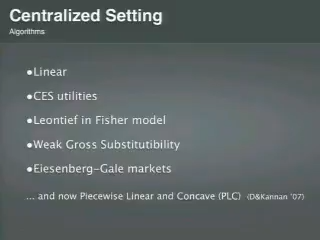 Centralized Setting
Algorithms
●Linear
●CES utilities
●Leontief in Fisher model
●Weak Gross Substitutibility
●Eiesenberg-Gale markets
... and now Piecewise Linear and Concave (PLC) (D&Kannan '07)